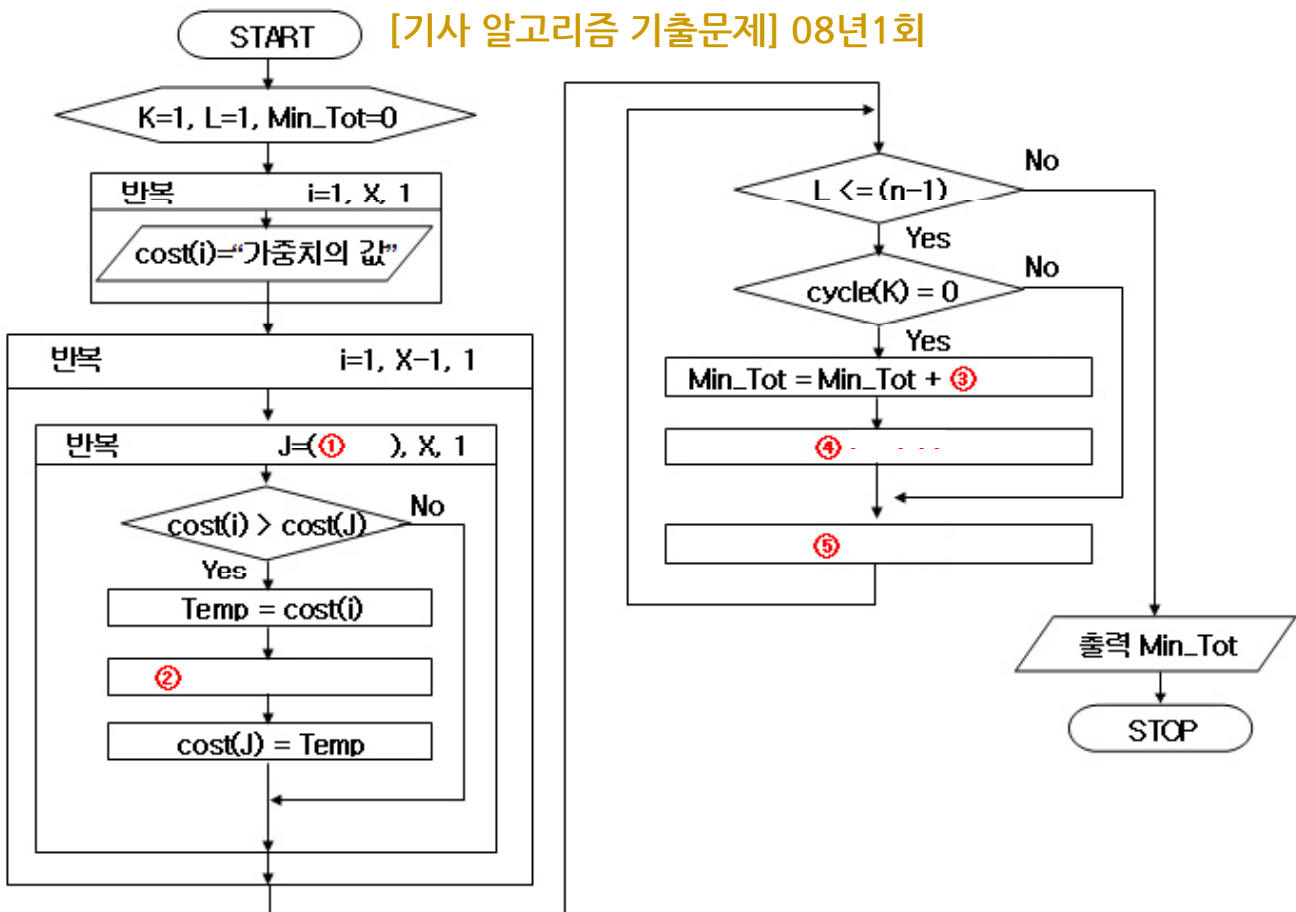 [기사 알고리즘 기출문제] 08년1회
START
K=1, L=1, Min_Tot=0
반복 i=1, X, 1
cost(i)=“가중치의 값”
반복 i=1, X-1, 1
반복 J=(① ), X, 1
cost(i) > cost(J)
No
Yes
Temp = cost(i)
②
cost(J) = Temp
L <= (n-1)
No
Yes
cycle(K) = 0
No
Yes
Min_Tot = Min_Tot + ③
④
⑤
출력 Min_Tot
STOP